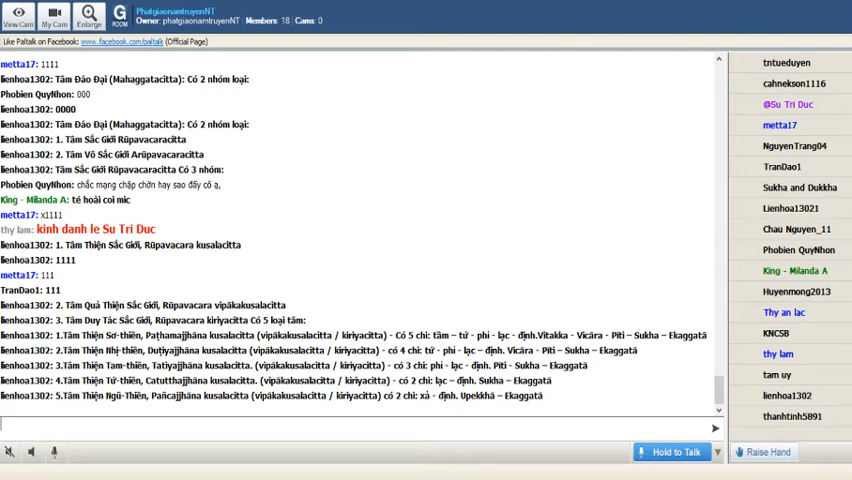 View Cam
My Cam
Enlarge
G
ROOM
PhatgiaonamtruyenNT
Owner: phatgiaonamtruyenNT | Members: 18 | Cams: 0
Like Paltalk on Facebook: www.facebook.com/paltalk (Official Page)
metta17: 1111
lienhoa1302: Tâm Đáo Đại (Mahaggatacitta): Có 2 nhóm loại:
Phobien QuyNhon: 000
lienhoa1302: 0000
lienhoa1302: Tâm Đáo Đại (Mahaggatacitta): Có 2 nhóm loại:
lienhoa1302: 1. Tâm Sắc Giới Rūpavacaracitta
lienhoa1302: 2. Tâm Vô Sắc Giới Arūpavacaracitta
lienhoa1302: Tâm Sắc Giới Rūpavacaracitta Có 3 nhóm:
Phobien QuyNhon: chắc mạng chập chờn hay sao đấy cô ạ,
King - Milanda A: té hoài coi mic
metta17: x1111
thy lam: kinh danh le Su Tri Duc
lienhoa1302: 1. Tâm Thiện Sắc Giới, Rūpavacara kusalacitta
lienhoa1302: 1111
metta17: 111
TranDao1: 111
lienhoa1302: 2. Tâm Quả Thiện Sắc Giới, Rūpavacara vipākakusalacitta
lienhoa1302: 3. Tâm Duy Tác Sắc Giới, Rūpavacara kiriyacitta Có 5 loại tâm:
lienhoa1302: 1.Tâm Thiện Sơ-thiền, Paṭhamajjhāna kusalacitta (vipākakusalacitta / kiriyacitta) - Có 5 chi: tầm – tứ - phỉ - lạc – định.Vitakka - Vicāra - Pīti – Sukha – Ekaggatā
lienhoa1302: 2.Tâm Thiện Nhị-thiền, Duṭiyajjhāna kusalacitta (vipākakusalacitta / kiriyacitta) - có 4 chi: tứ - phỉ - lạc – định. Vicāra - Pīti – Sukha – Ekaggatā
lienhoa1302: 3.Tâm Thiện Tam-thiền, Tatiyajjhāna kusalacitta. (vipākakusalacitta / kiriyacitta) - có 3 chi: phỉ - lạc – định. Pīti - Sukha - Ekaggatā
lienhoa1302: 4.Tâm Thiện Tứ-thiền, Catutthajjhāna kusalacitta. (vipākakusalacitta / kiriyacitta) - có 2 chi: lạc – định. Sukha – Ekaggatā
lienhoa1302: 5.Tâm Thiện Ngũ-Thiền, Pañcajjhāna kusalacitta (vipākakusalacitta / kiriyacitta) có 2 chi: xả - định. Upekkhā – Ekaggatā
Hold to Talk
Raise Hand
tntueduyen
cahnekson1116
@Su Tri Duc
metta17
NguyenTrang04
TranDao1
Sukha and Dukkha
Lienhoa13021
Chau Nguyen_11
Phobien QuyNhon
King - Milanda A
Huyenmong2013
Thy an lac
KNCSB
thy lam
tam uy
lienhoa1302
thanhtinh5891